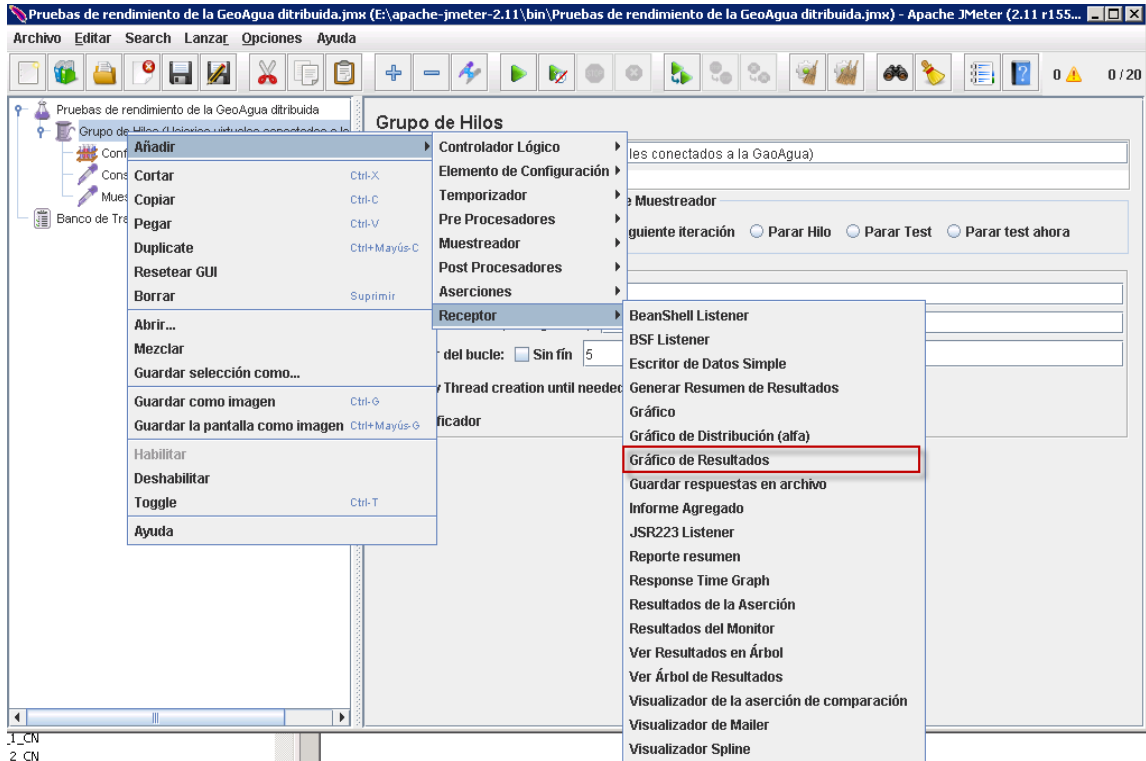 Pruebas de rendimiento de la GeoAgua ditribuida.jmx (E:\apache-jmeter-2.11\bin\Pruebas de rendimiento de la GeoAgua ditribuida.jmx) - Apache JMeter (2.11 r155...
Archivo Editar Search Lanzar Opciones Ayuda
0 0/20
Pruebas de rendimiento de la GeoAgua ditribuida
Grupo de Hilos
les conectados a la GaoAgua)
Banco de
Muestreador
guiente iteración Parar Hilo Parar Test Parar test ahora
del bucle: Sin fín 5
Thread creation until needed
ficador
Añadir
Cortar Ctrl-X
Copiar Ctrl-C
Pegar Ctrl-V
Duplicate Ctrl+Mayús-C
Resetear GUI
Borrar Suprimir
Abrir...
Mezclar
Guardar selección como...
Guardar como imagen Ctrl-G
Guardar la pantalla como imagen Ctrl+Mayús-G
Habilitar
Deshabilitar
Toggle Ctrl-T
Ayuda
Controlador Lógico
Elemento de Configuración
Temporizador
Pre Procesadores
Muestreador
Post Procesadores
Aserciones
Receptor
BeanShell Listener
BSF Listener
Escritor de Datos Simple
Generar Resumen de Resultados
Gráfico
Gráfico de Distribución (alfa)
Gráfico de Resultados
Guardar respuestas en archivo
Informe Agregado
JSR223 Listener
Reporte resumen
Response Time Graph
Resultados de la Aserción
Resultados del Monitor
Ver Resultados en Árbol
Ver Árbol de Resultados
Visualizador de la aserción de comparación
Visualizador de Mailer
Visualizador Spline
_1_CN
2 CN